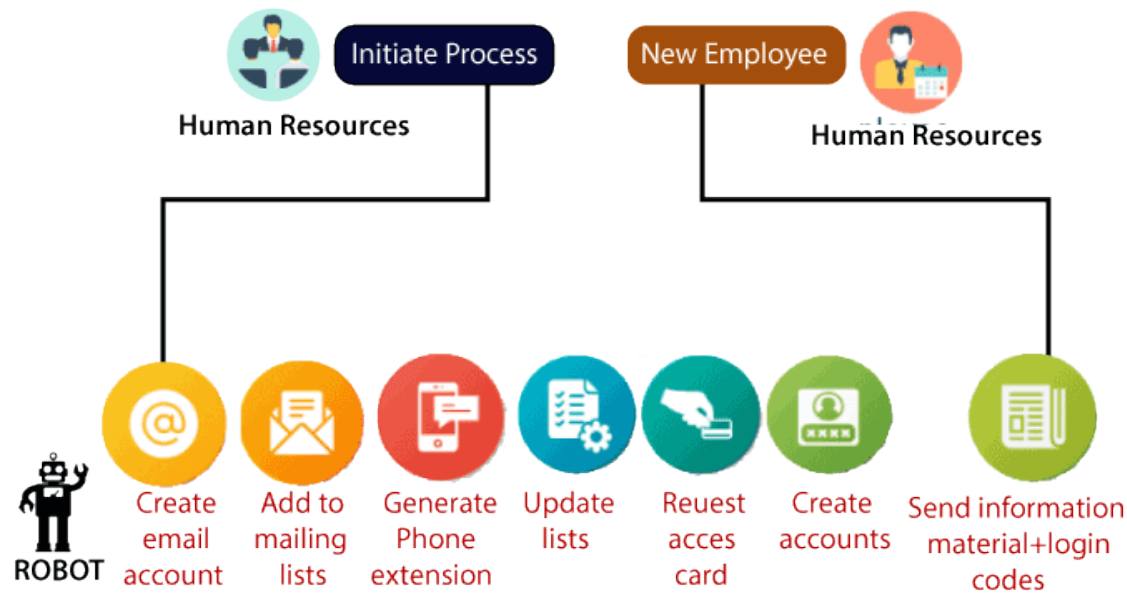 Initiate Process
New Employee
Human Resources
Human Resources
ROBOT
Create
email
account
Add to
mailing
lists
Generate
Phone
extension
Update
lists
Reuest
acces
card
Create
accounts
Send information
material+login
codes